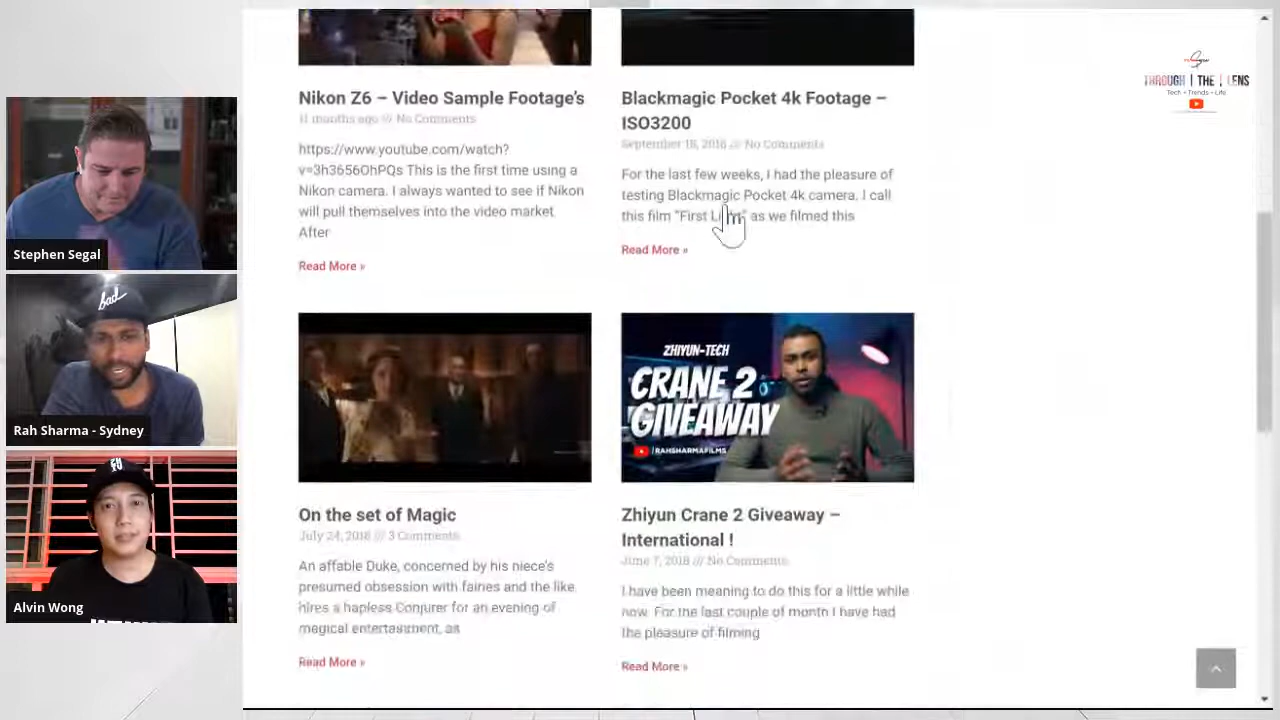 Stephen Segal
bad
Rah Sharma - Sydney
Alvin Wong
Nikon Z6 – Video Sample Footage's
11 months ago /// No Comments
https://www.youtube.com/watch?
v=3h3656OhPQs This is the first time using a
Nikon camera. I always wanted to see if Nikon
will pull themselves into the video market
After
Read More »
Blackmagic Pocket 4k Footage –
ISO3200
September 18, 2018 /// No Comments
For the last few weeks, I had the pleasure of
testing Blackmagic Pocket 4k camera. I call
this film "First as we filmed this
Read More »
ZHIYUN-TECH
CRANE 2
GIVEAWAY
/RAHSHARMAFILMS
On the set of Magic
July 24, 2018 /// 3 Comments
An affable Duke, concerned by his niece's
presumed obsession with fairies and the like,
hires a hapless Conjurer for an evening of
magical entertainment, as
Read More »
Zhiyun Crane 2 Giveaway –
International !
June 7, 2018 /// No Comments
I have been meaning to do this for a little while
now. For the last couple of month I have had
the pleasure of filming
Read More »
THROUGH | THE | LENS
Tech • Trends • Life